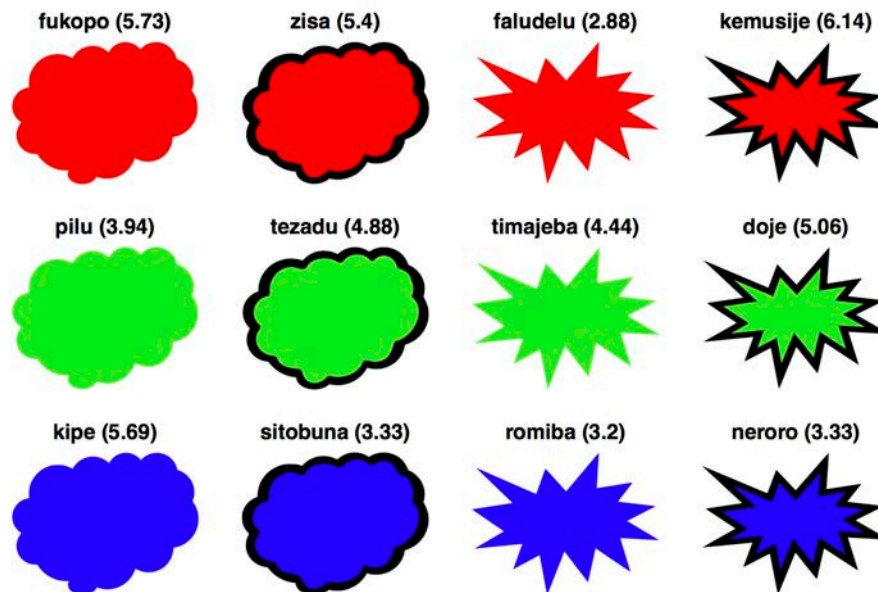 fukopo (5.73) zisa (5.4) faludelu (2.88) kemusije (6.14)
pilu (3.94) tezadu (4.88) timajeba (4.44) doje (5.06)
kipe (5.69) sitobuna (3.33) romiba (3.2) neroro (3.33)